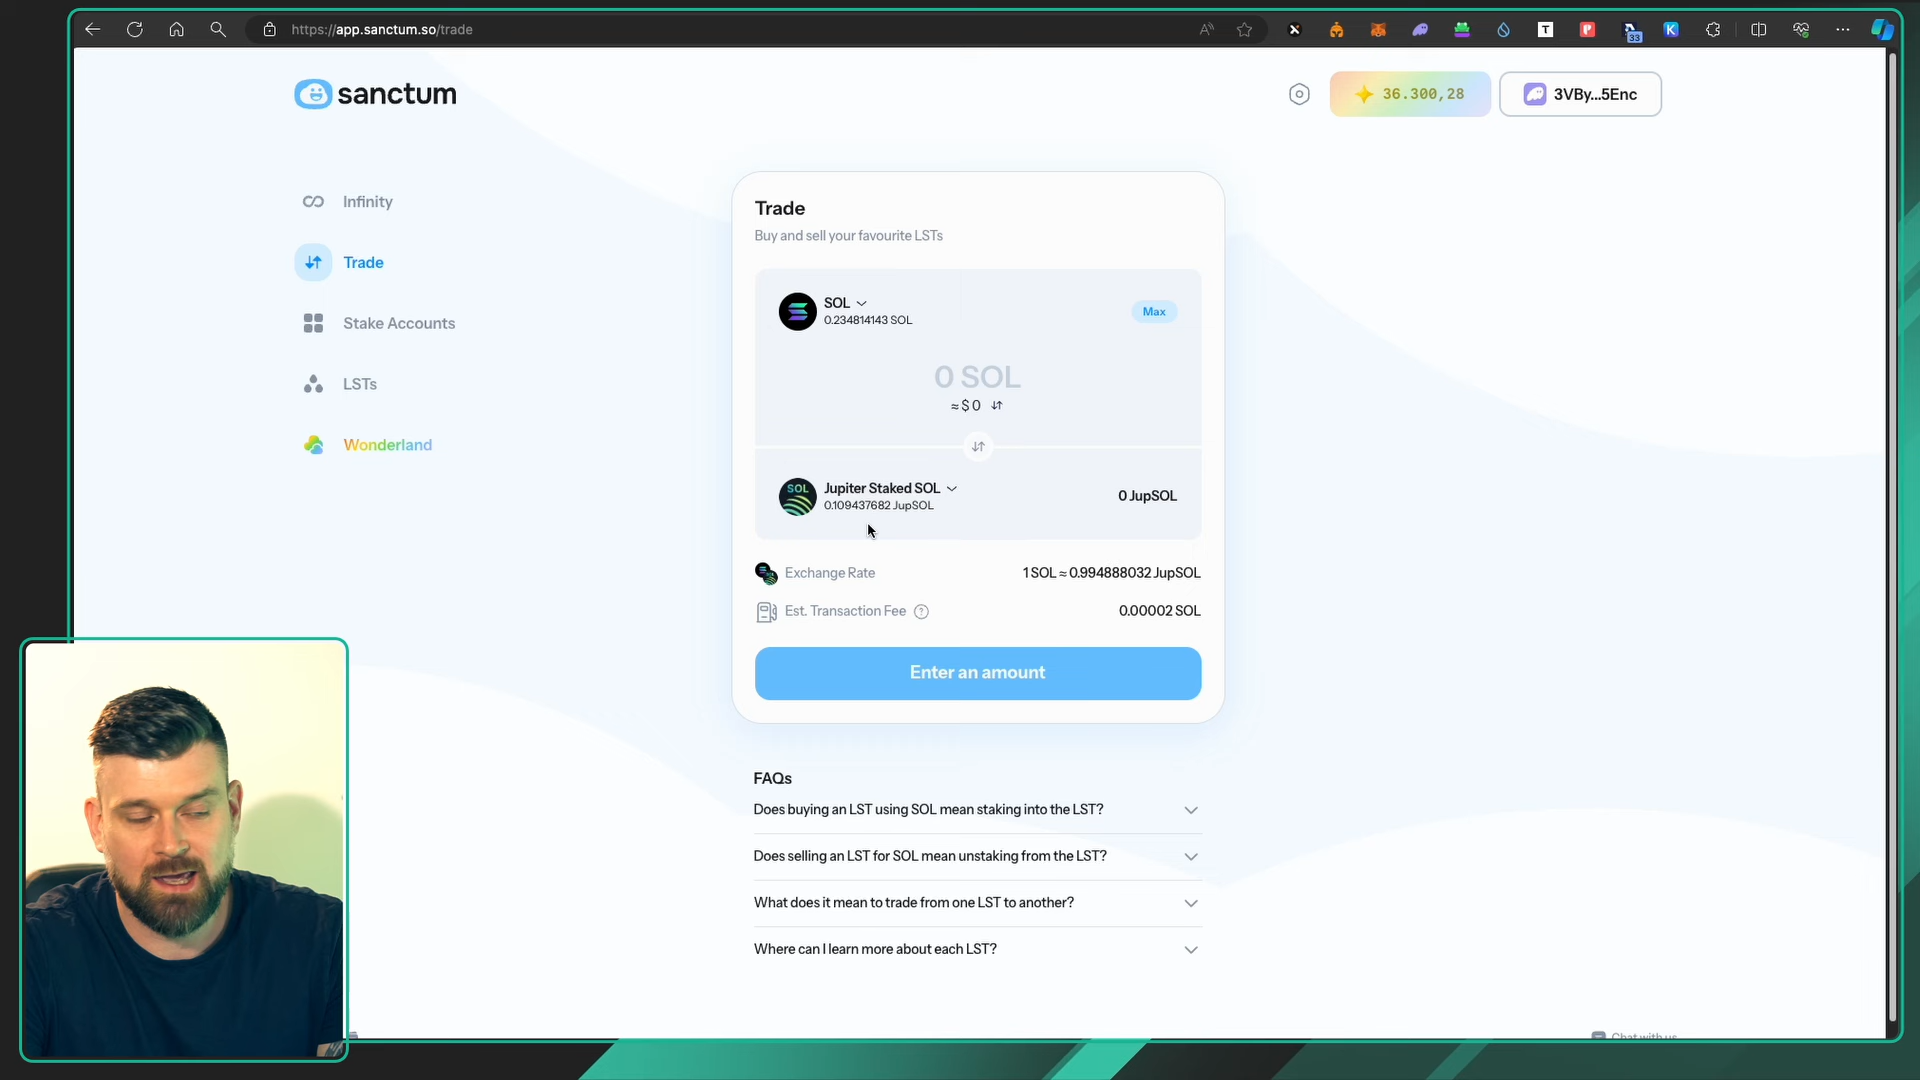 https://app.sanctum.so/trade
T
33
K
sanctum
36.300,28
3VBy...5Enc
Infinity
Trade
Stake Accounts
LSTs
Wonderland
Trade
Buy and sell your favourite LSTs
SOL
0.234814143 SOL
Max
0 SOL
≈ $ 0
SOL
Jupiter Staked SOL
0.109437682 JupSOL
0 JupSOL
Exchange Rate
1 SOL ≈ 0.994888032 JupSOL
Est. Transaction Fee ?
0.00002 SOL
Enter an amount
FAQs
Does buying an LST using SOL mean staking into the LST?
Does selling an LST for SOL mean unstaking from the LST?
What does it mean to trade from one LST to another?
Where can I learn more about each LST?
Chat with us